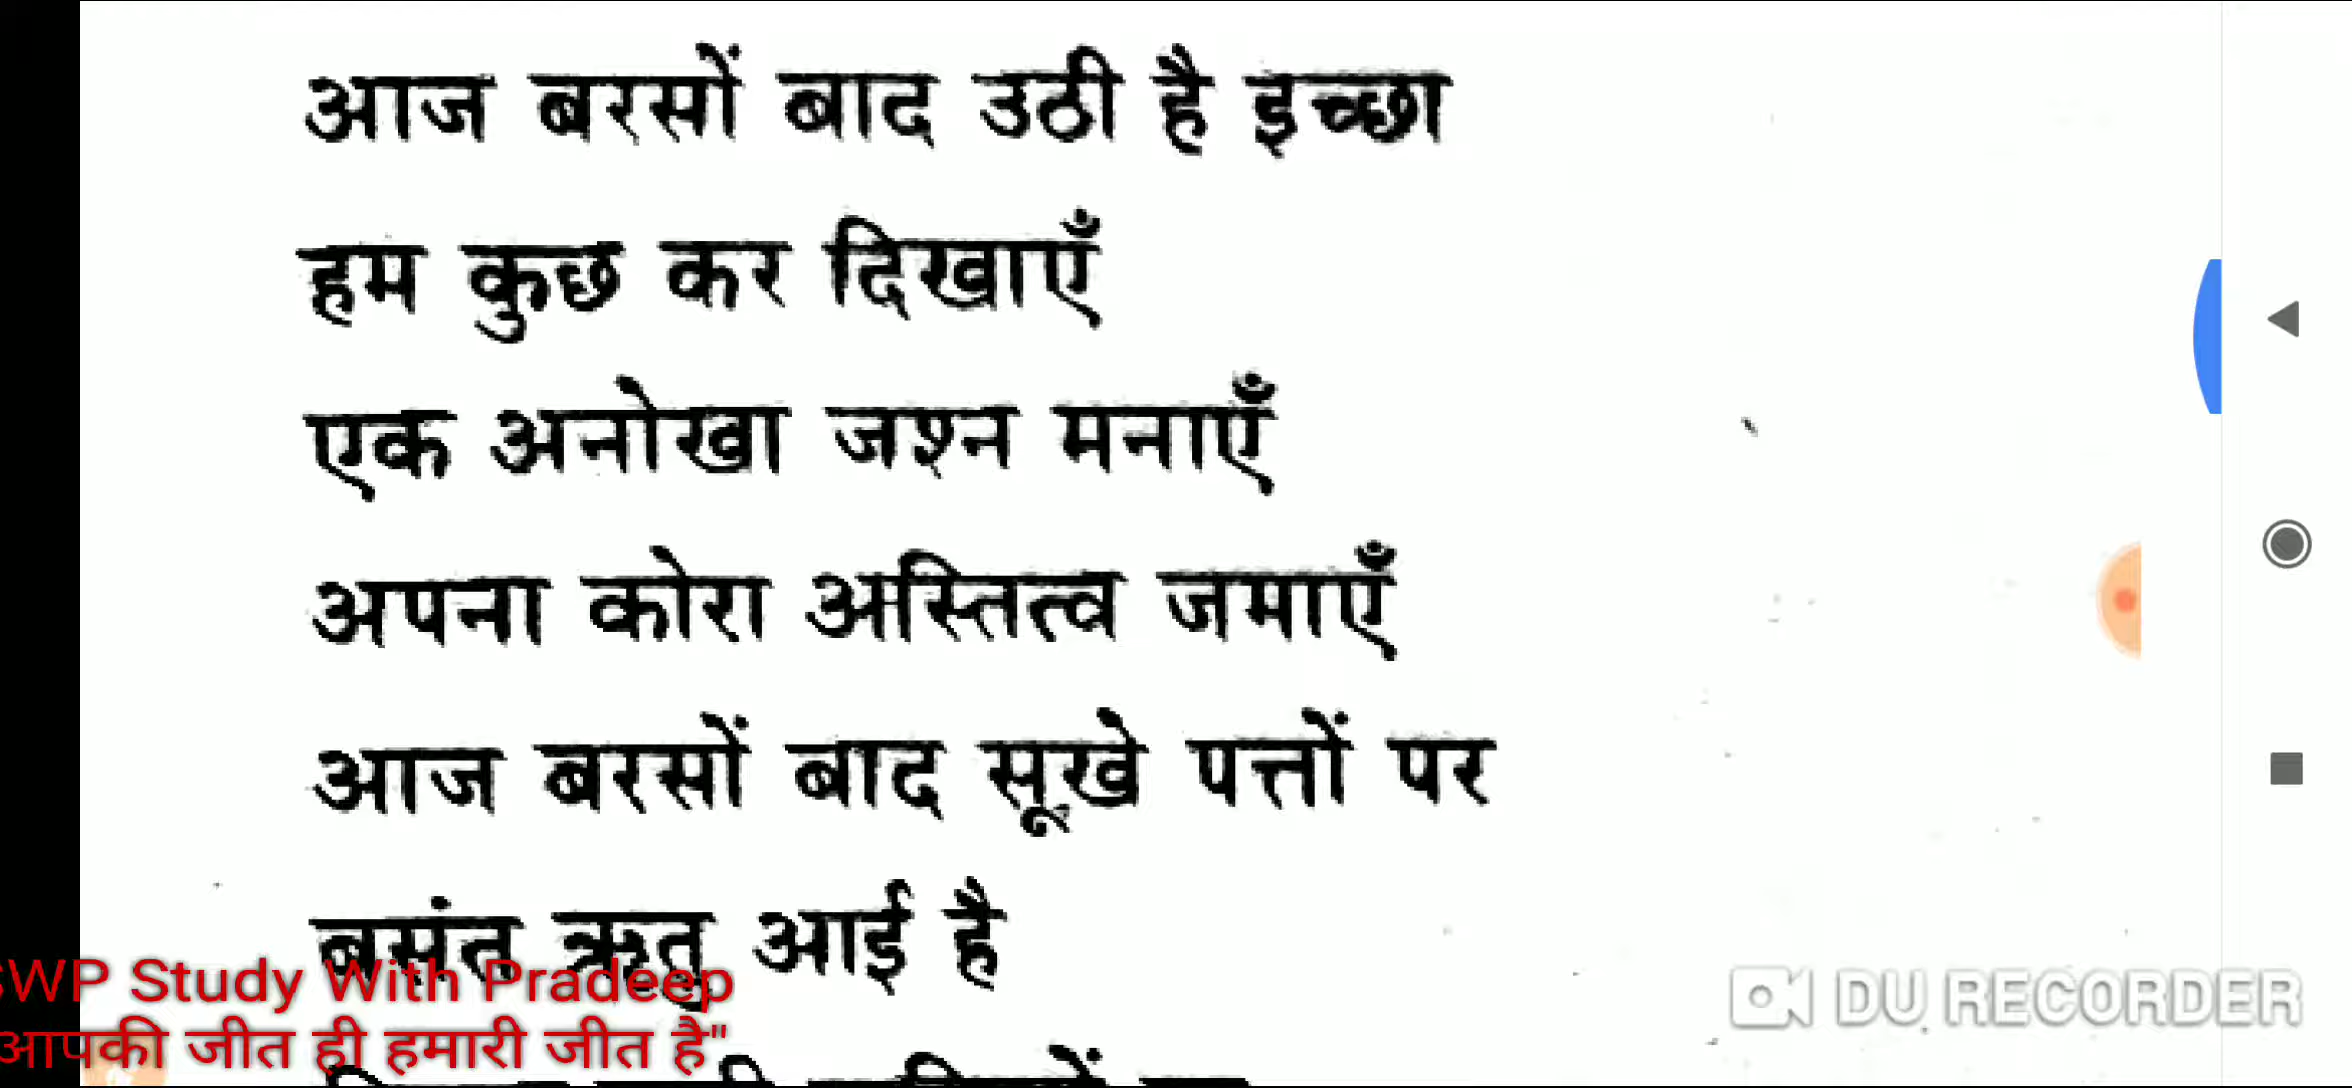 आज बरसों बाद उठी है इच्छा
हम कुछ कर दिखाएँ
एक अनोखा जश्न मनाएँ
अपना कोरा अस्तित्व जमाएँ
आज बरसों बाद सूखे पत्तों पर
बसंत ऋतु आई है
WP Study With Pradeep
आपकी जीत ही हमारी जीत है"
DU RECORDER